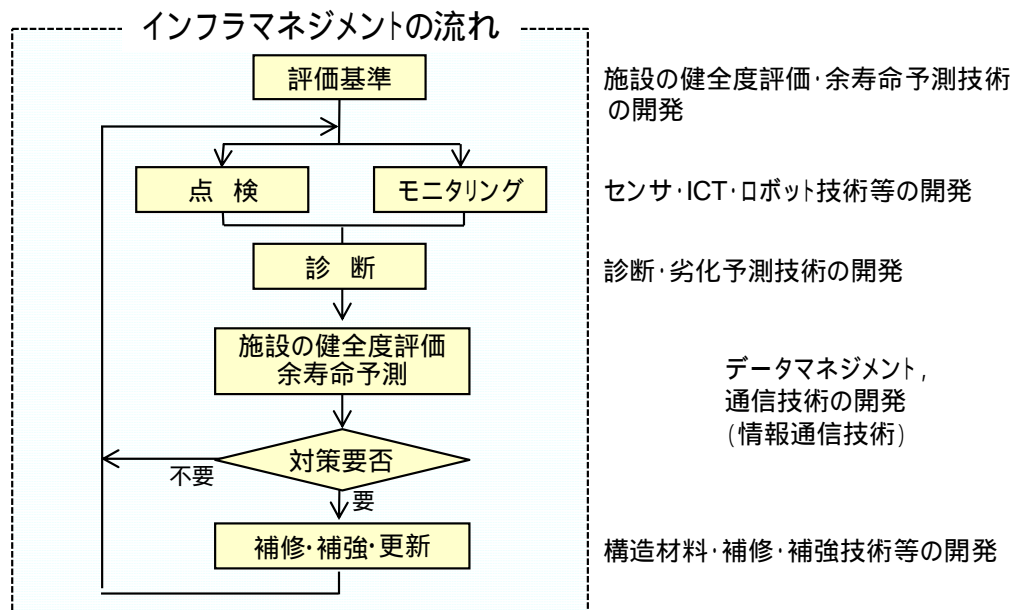 インフラマネジメントの流れ
評価基準
施設の健全度評価・余寿命予測技術
の開発
点 検
モニタリング
センサ・ICT・ロボット技術等の開発
診 断
診断・劣化予測技術の開発
施設の健全度評価
余寿命予測
データマネジメント,
通信技術の開発
(情報通信技術)
対策要否
不要
要
補修・補強・更新
構造材料・補修・補強技術等の開発